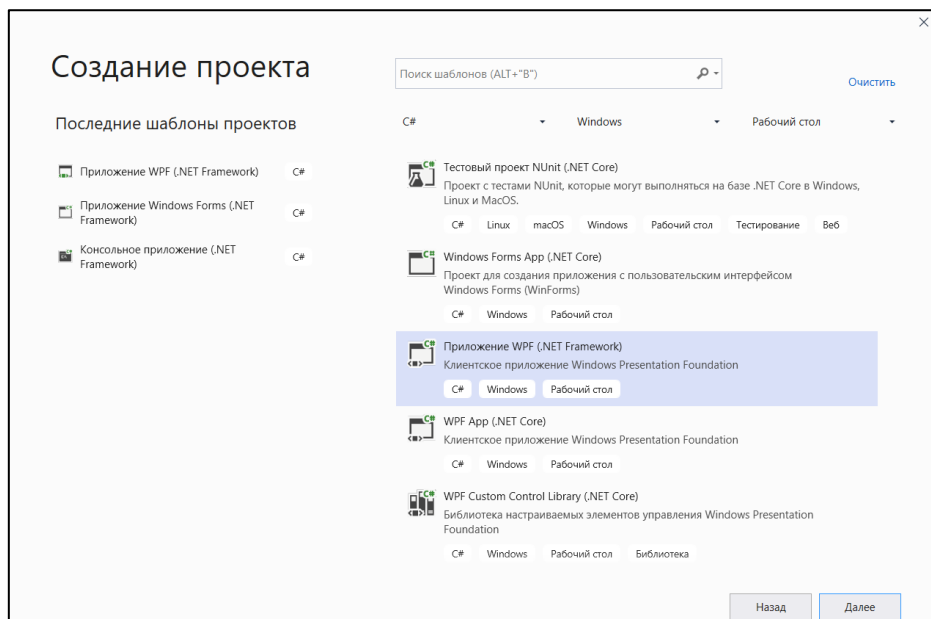 Создание проекта
Поиск шаблонов (ALT+"В")
Очистить
Последние шаблоны проектов
C# Windows Рабочий стол
Приложение WPF (.NET Framework) C#
Приложение Windows Forms (.NET
Framework) C#
Консольное приложение (.NET
Framework) C#
Тестовый проект NUnit (.NET Core)
Проект с тестами NUnit, которые могут выполняться на базе .NET Core в Windows,
Linux и MacOS.
C# Linux macOS Windows Рабочий стол Тестирование Веб
Windows Forms App (.NET Core)
Проект для создания приложения с пользовательским интерфейсом
Windows Forms (WinForms)
C# Windows Рабочий стол
Приложение WPF (.NET Framework)
Клиентское приложение Windows Presentation Foundation
C# Windows Рабочий стол
WPF App (.NET Core)
Клиентское приложение Windows Presentation Foundation
C# Windows Рабочий стол
WPF Custom Control Library (.NET Core)
Библиотека настраиваемых элементов управления Windows Presentation
Foundation
C# Windows Рабочий стол Библиотека
Назад Далее